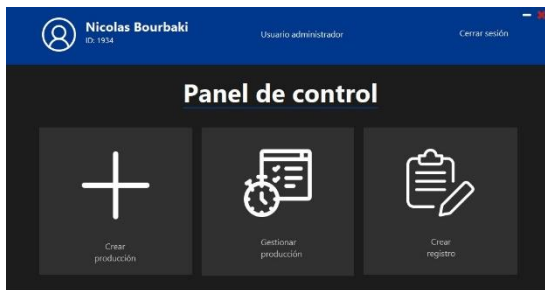 Nicolas Bourbaki
ID: 1934
Usuario administrador
Cerrar sesión
Panel de control
Crear
producción
Gestionar
producción
Crear
registro